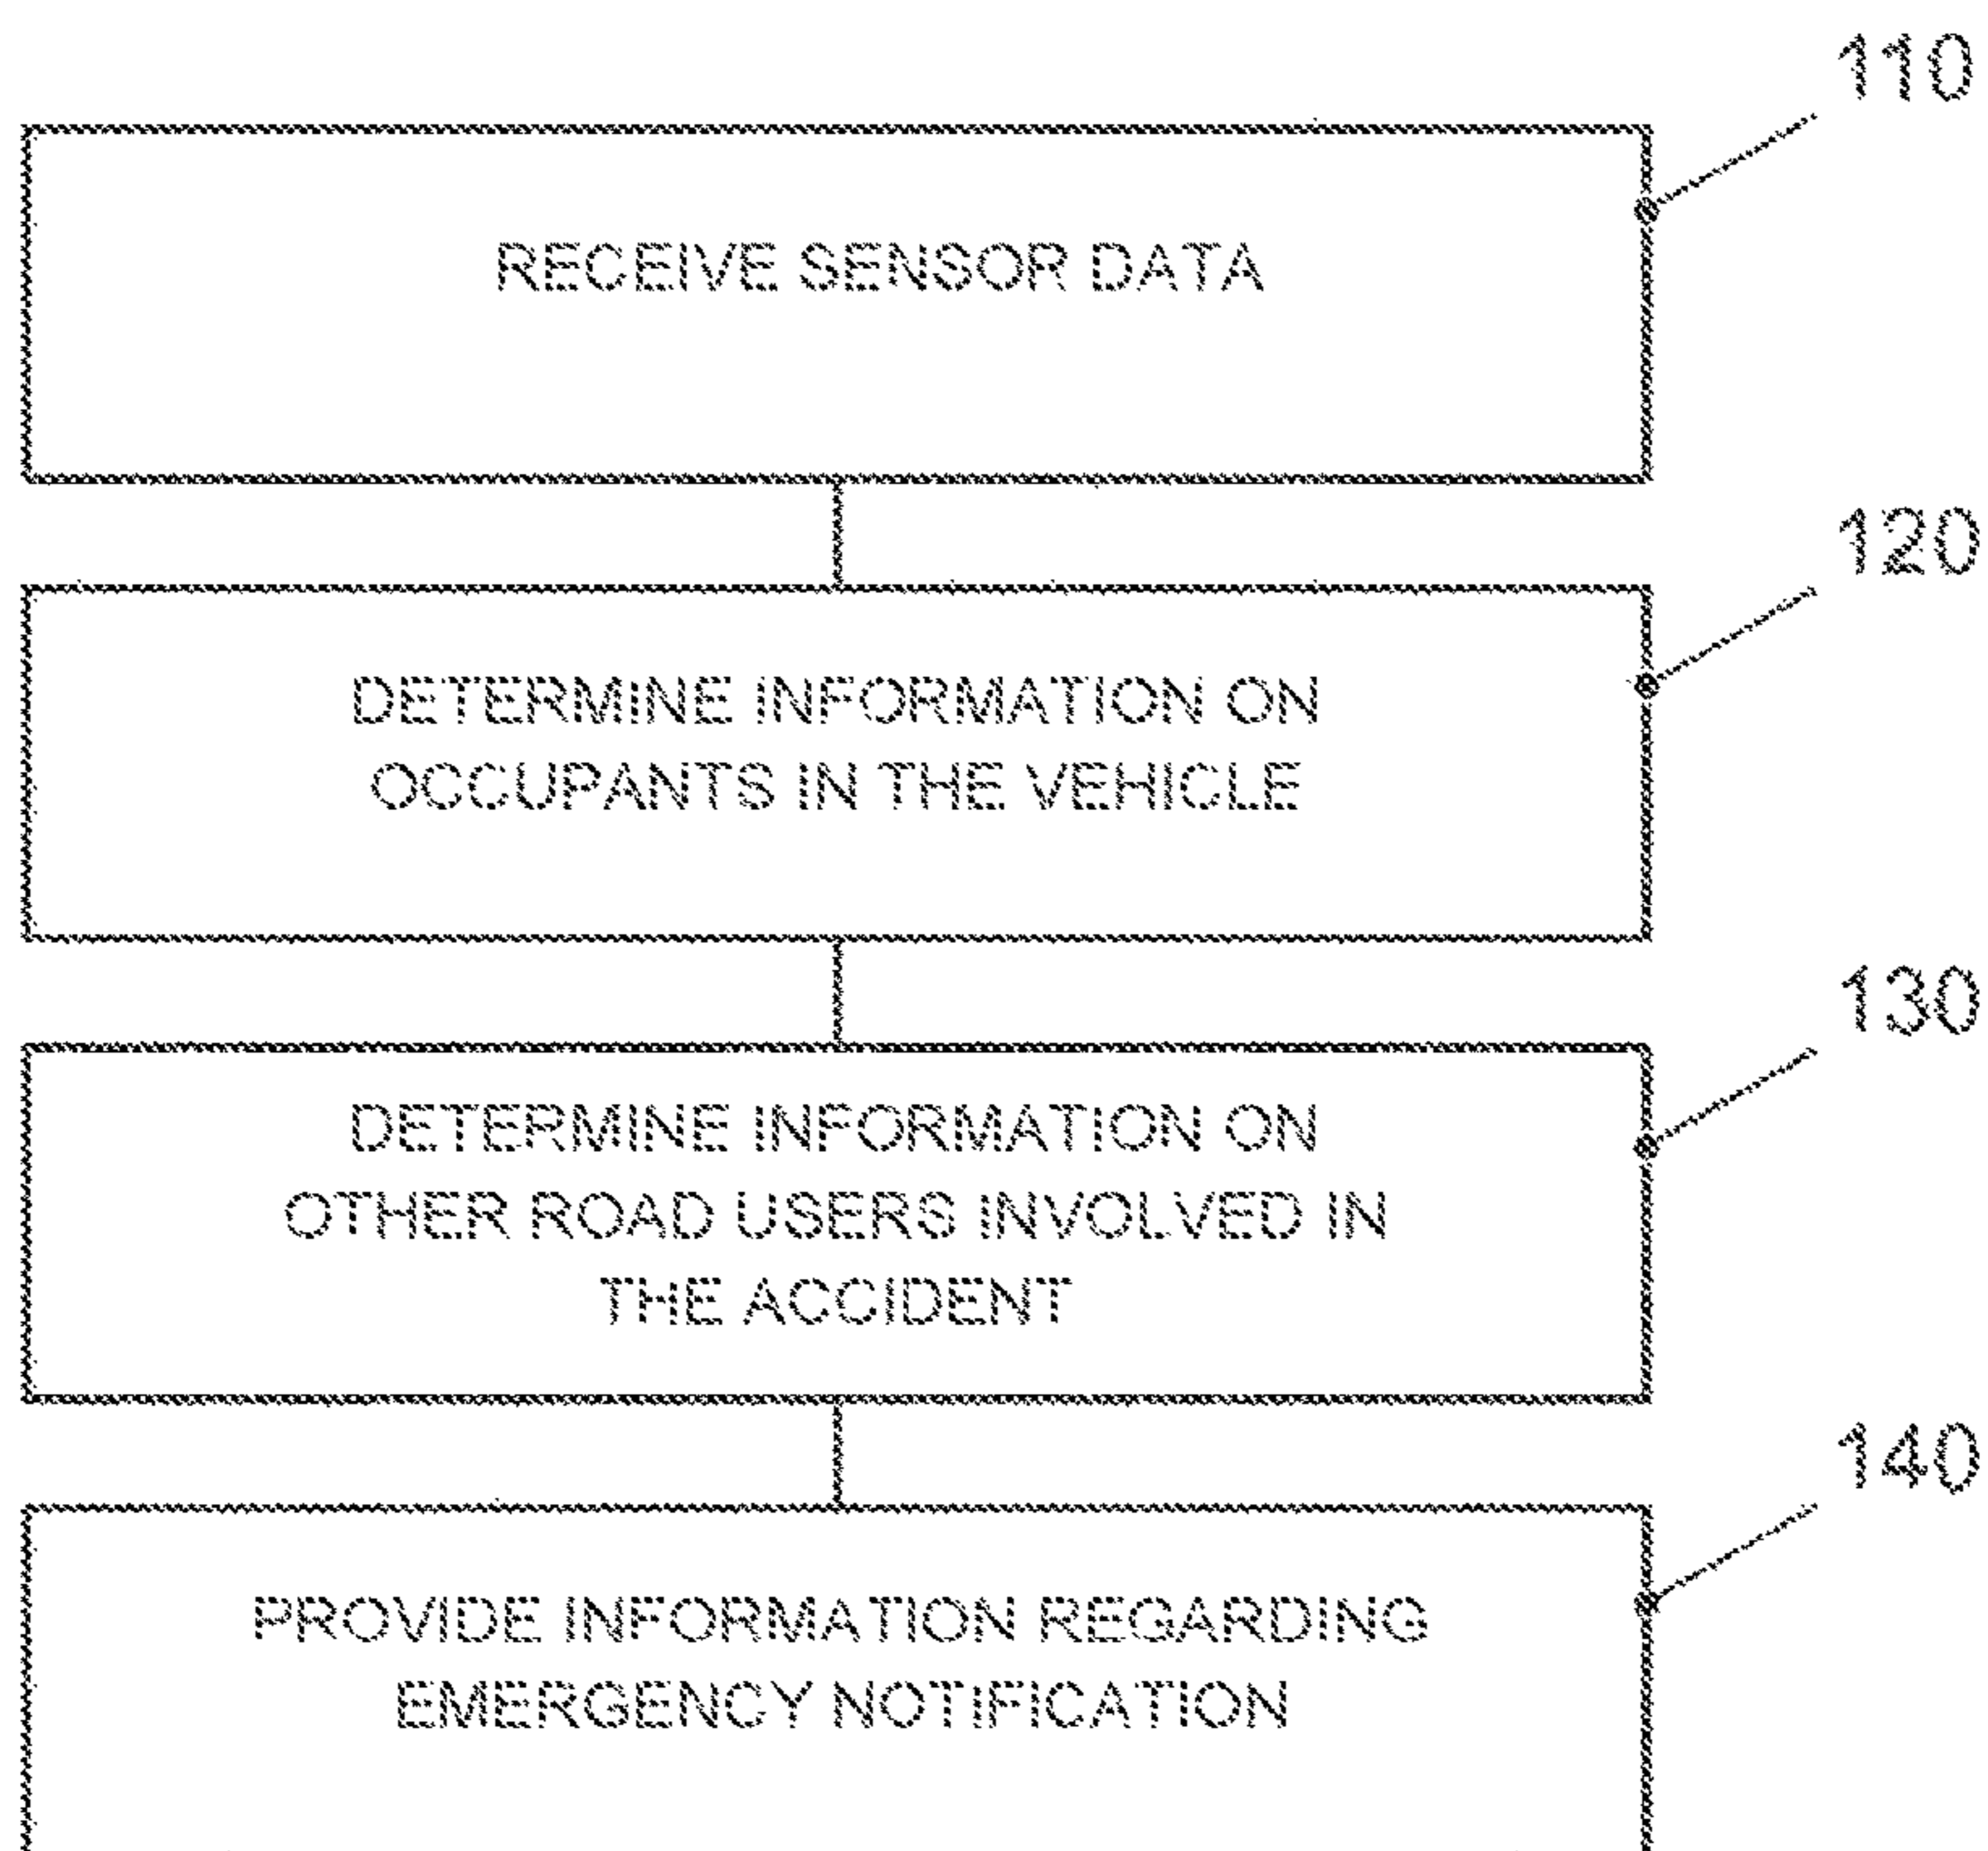 110
RECEIVE SENSOR DATA
120
DETERMINE INFORMATION ON
OCCUPANTS IN THE VEHICLE
130
DETERMINE INFORMATION ON
OTHER ROAD USERS INVOLVED IN
THE ACCIDENT
140
PROVIDE INFORMATION REGARDING
EMERGENCY NOTIFICATION